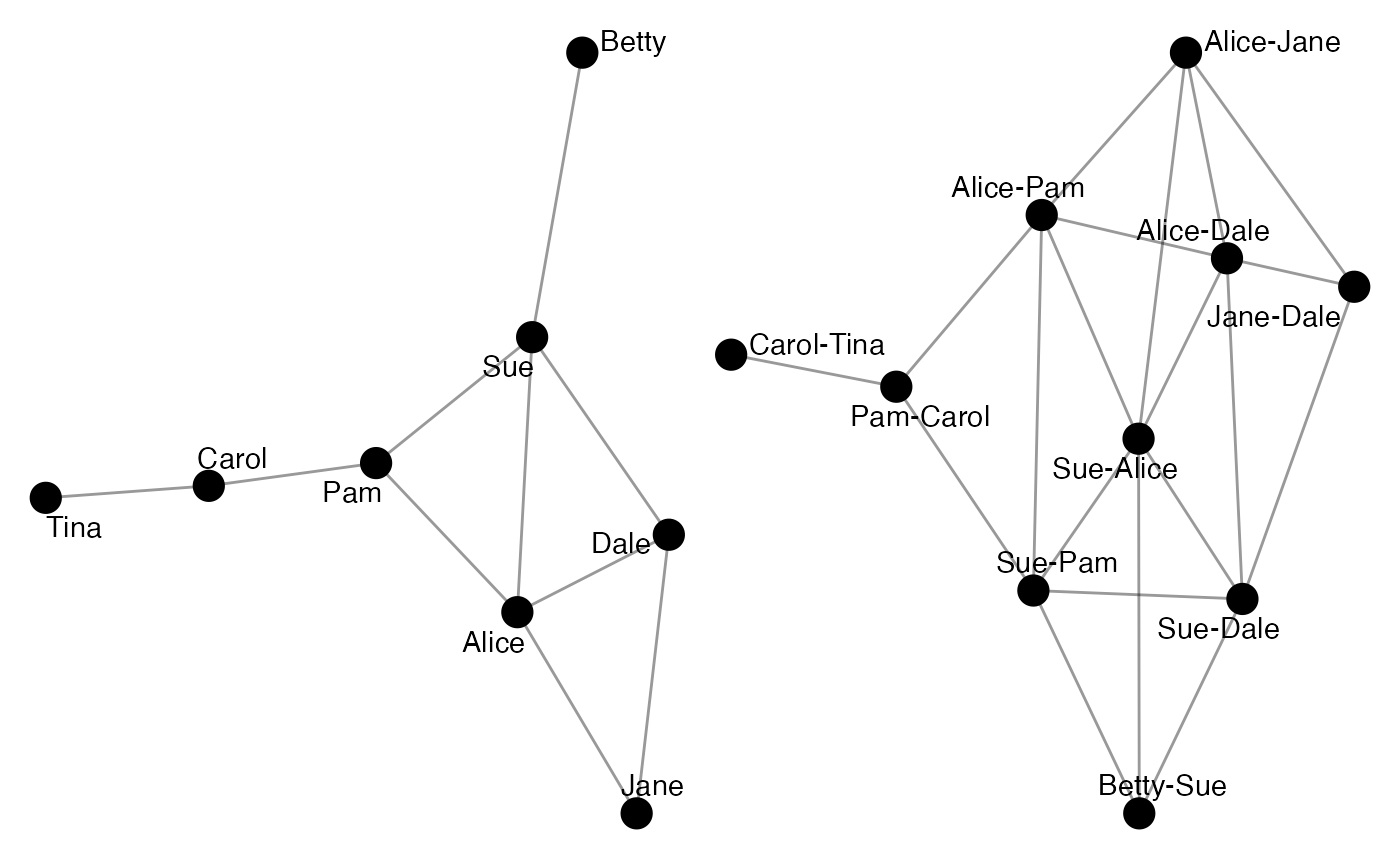 Betty
Sue
Carol
Pam
Tina
Dale
Alice
Jane
Alice-Jane
Alice-Pam
Alice-Dale
Jane-Dale
Carol-Tina
Pam-Carol
Sue-Alice
Sue-Pam
Sue-Dale
Betty-Sue